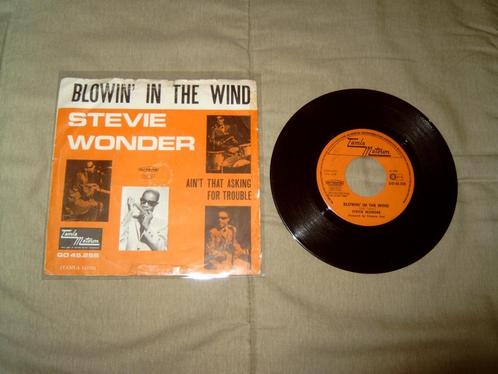 BLOWIN' IN THE WIND
STEVIE
WONDER
AIN'T THAT ASKING
FOR TROUBLE
Tamla
Motown
GO 45.255
(TAMLA
Tamla
Motown
BLOWIN' IN THE WIND
STEVIE WONDER